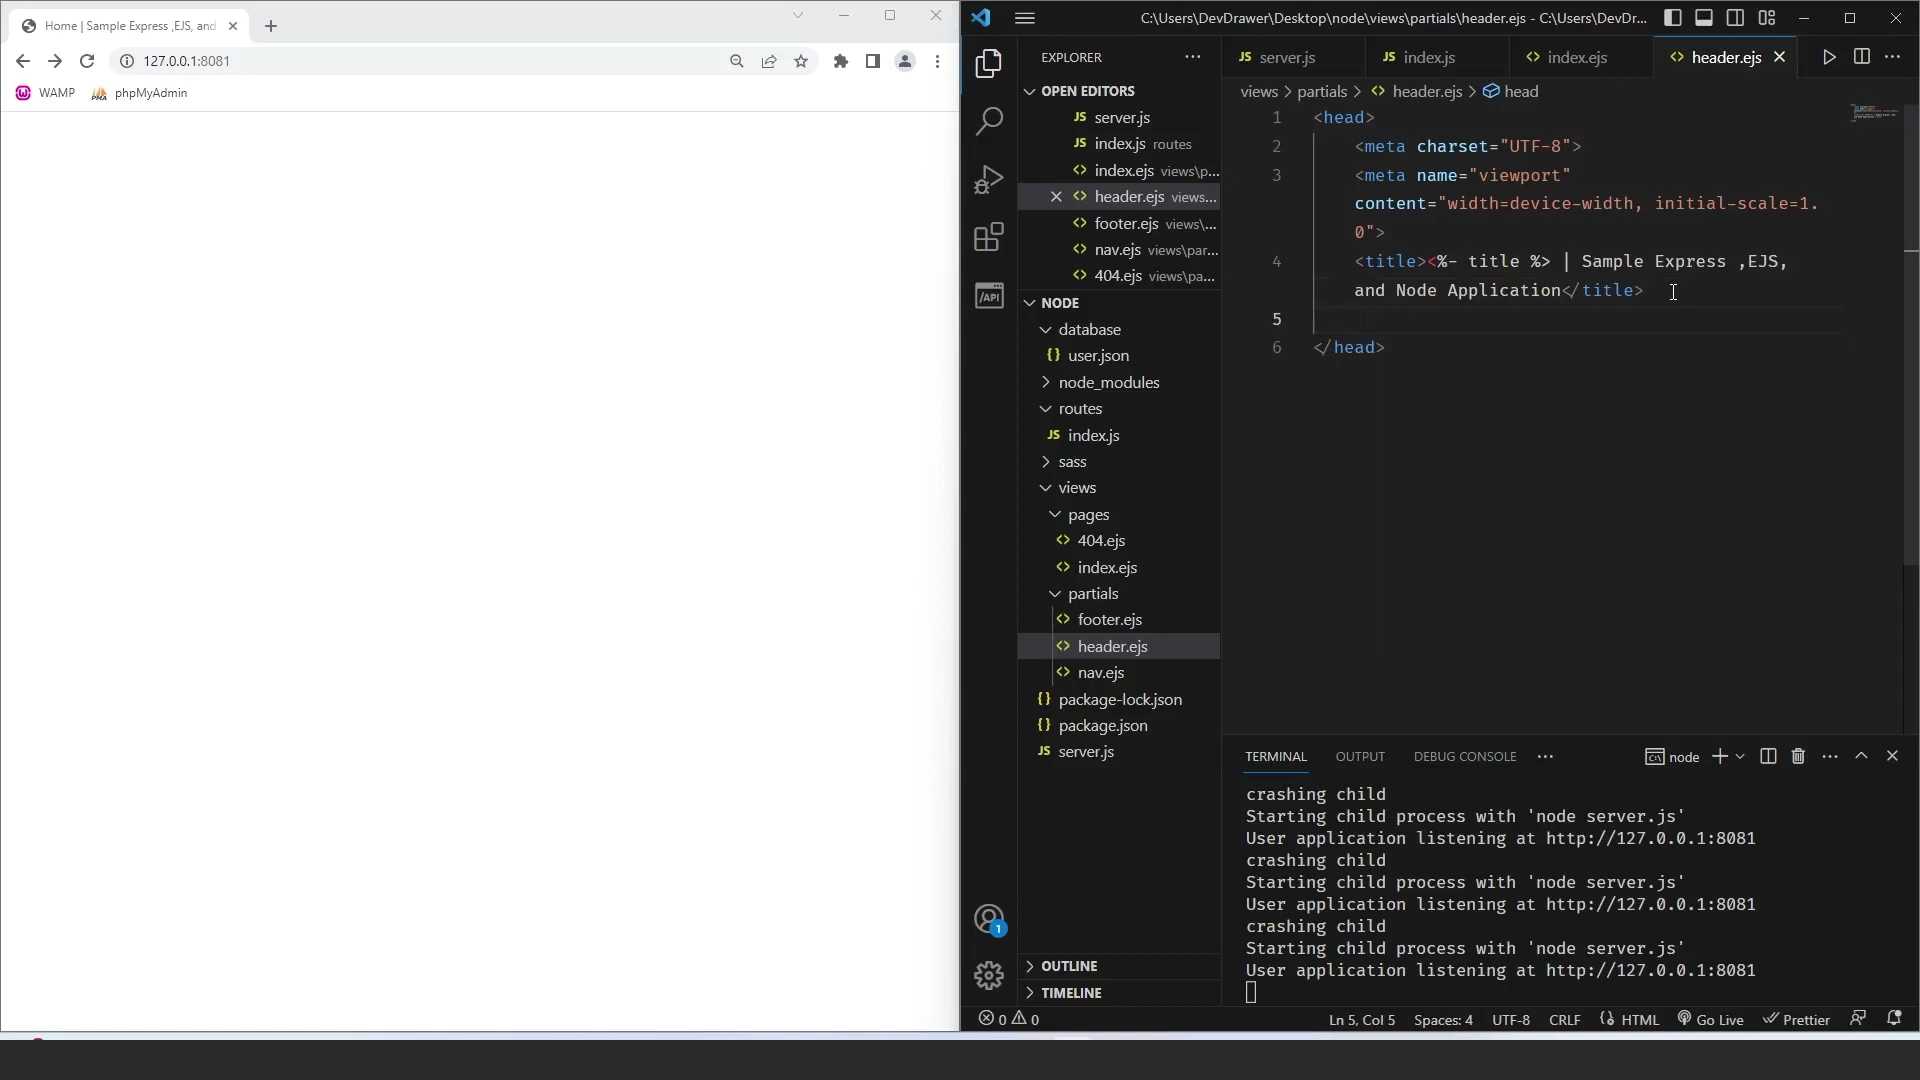 Home | Sample Express ,EJS, and
127.0.0.1:8081
WAMP
phpMyAdmin
C:\Users\DevDrawer\Desktop\node\views\partials\header.ejs - C:\Users\DevDr...
EXPLORER
JS server.js
JS index.js
<> index.ejs
<> header.ejs
OPEN EDITORS
JS server.js
JS index.js routes
<> index.ejs views\p...
<> header.ejs views...
<> footer.ejs views\...
<> nav.ejs views\par...
<> 404.ejs views\pa...
NODE
database
{} user.json
node_modules
routes
JS index.js
sass
views
pages
<> 404.ejs
<> index.ejs
partials
<> footer.ejs
<> header.ejs
<> nav.ejs
{} package-lock.json
{} package.json
JS server.js
OUTLINE
TIMELINE
views > partials > <> header.ejs > head
1 <head>
2 <meta charset="UTF-8">
3 <meta name="viewport"
content="width=device-width, initial-scale=1.
0">
4 <title><%- title %> | Sample Express ,EJS,
and Node Application</title>
5
6 </head>
TERMINAL
OUTPUT
DEBUG CONSOLE
node
crashing child
Starting child process with 'node server.js'
User application listening at http://127.0.0.1:8081
crashing child
Starting child process with 'node server.js'
User application listening at http://127.0.0.1:8081
crashing child
Starting child process with 'node server.js'
User application listening at http://127.0.0.1:8081
1
0 0
Ln 5, Col 5
Spaces: 4
UTF-8
CRLF
HTML
Go Live
Prettier